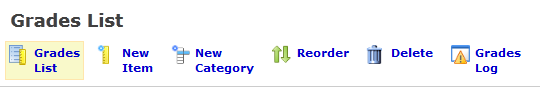 Grades List
Grades List
New Item
New Category
Reorder
Delete
Grades Log